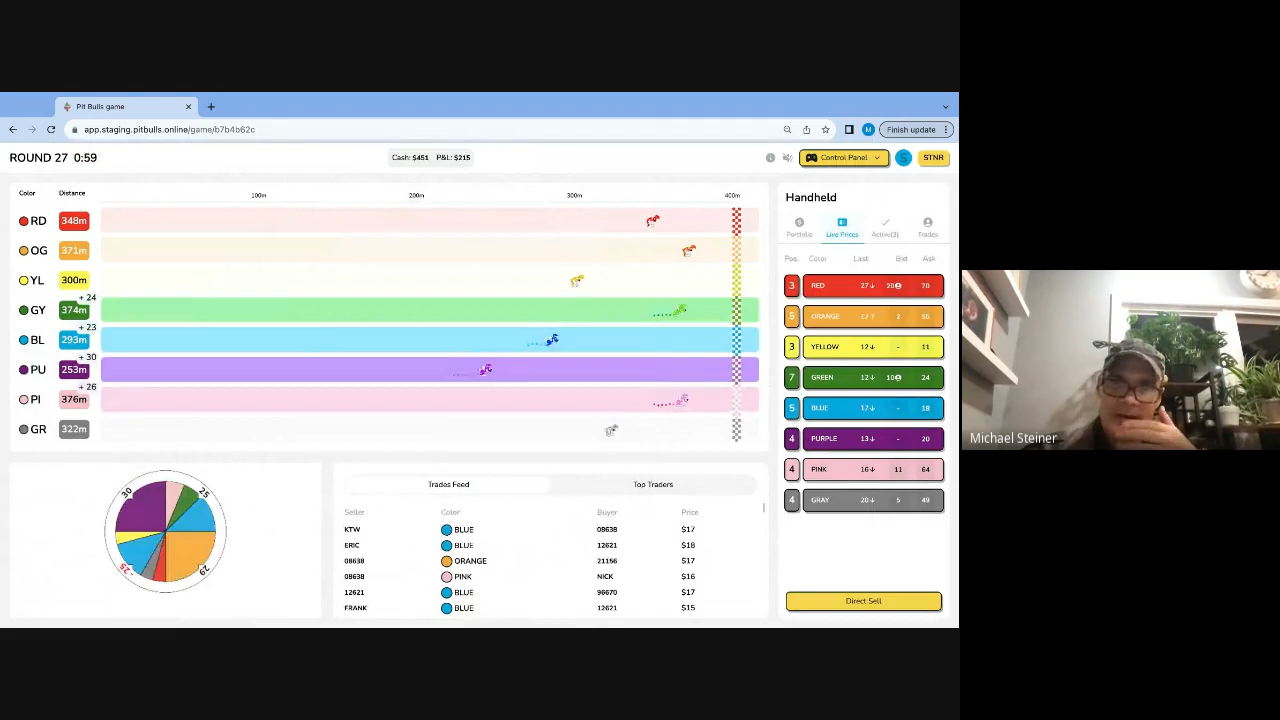 Pit Bulls game
app.staging.pitbulls.online/game/b7b4b62c
Finish update
ROUND 27 0:59
Cash: $451 P&L: $215
Control Panel
S
STNR
Color Distance 100m 200m 300m 400m
RD 348m
OG 371m
YL 300m
+ 24
GY 374m
+ 23
BL 293m
+ 30
PU 253m
+ 26
PI 376m
GR 322m
30
25
29
Trades Feed Top Traders
Seller Color Buyer Price
KTW BLUE 08638 $17
ERIC BLUE 12621 $18
08638 ORANGE 21156 $17
08638 PINK NICK $16
12621 BLUE 96670 $17
FRANK BLUE 12621 $15
Handheld
Portfolio Live Prices Active(3) Trades
Pos. Color Last Bid Ask
3 RED 27↓ 20 70
5 ORANGE 17↑ 2 55
3 YELLOW 12↓ - 11
7 GREEN 12↓ 10 24
5 BLUE 17↓ - 18
4 PURPLE 13↓ - 20
4 PINK 16↓ 11 64
4 GRAY 20↓ 5 49
Direct Sell
Michael Steiner